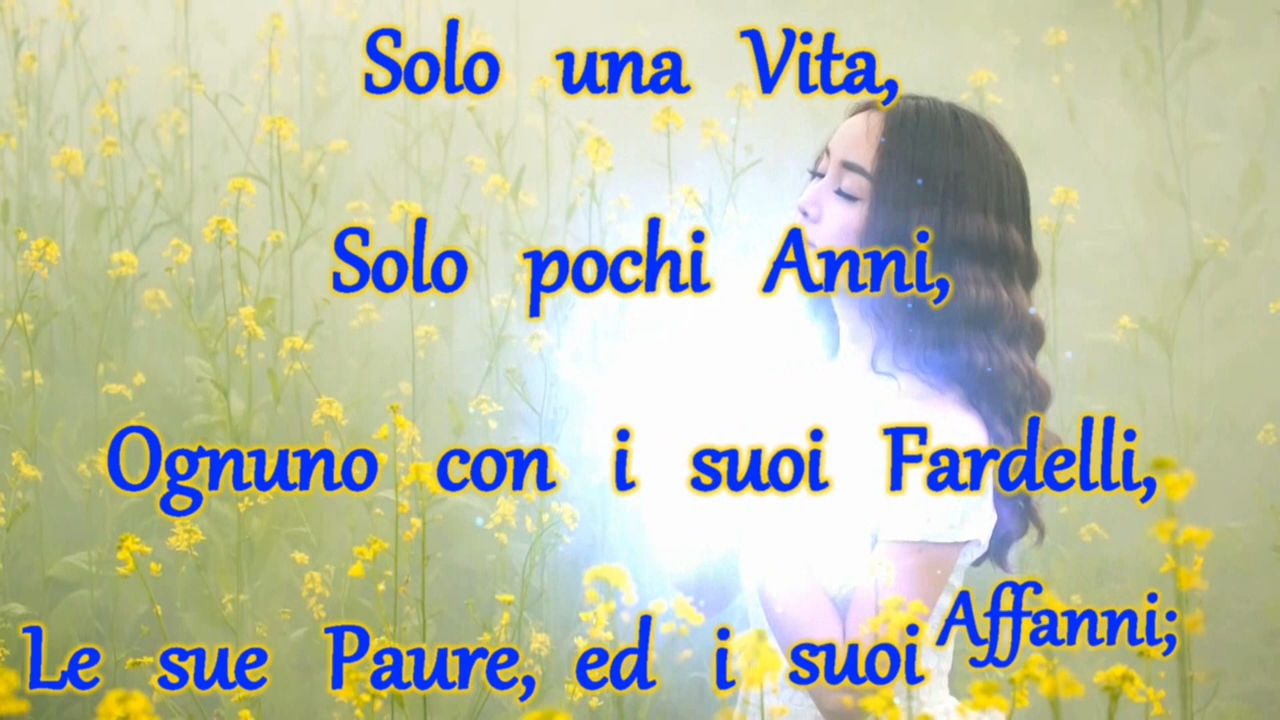 Solo una Vita,
Solo pochi Anni,
Ognuno con i suoi Fardelli,
Le sue Paure, ed i suoi Affanni;